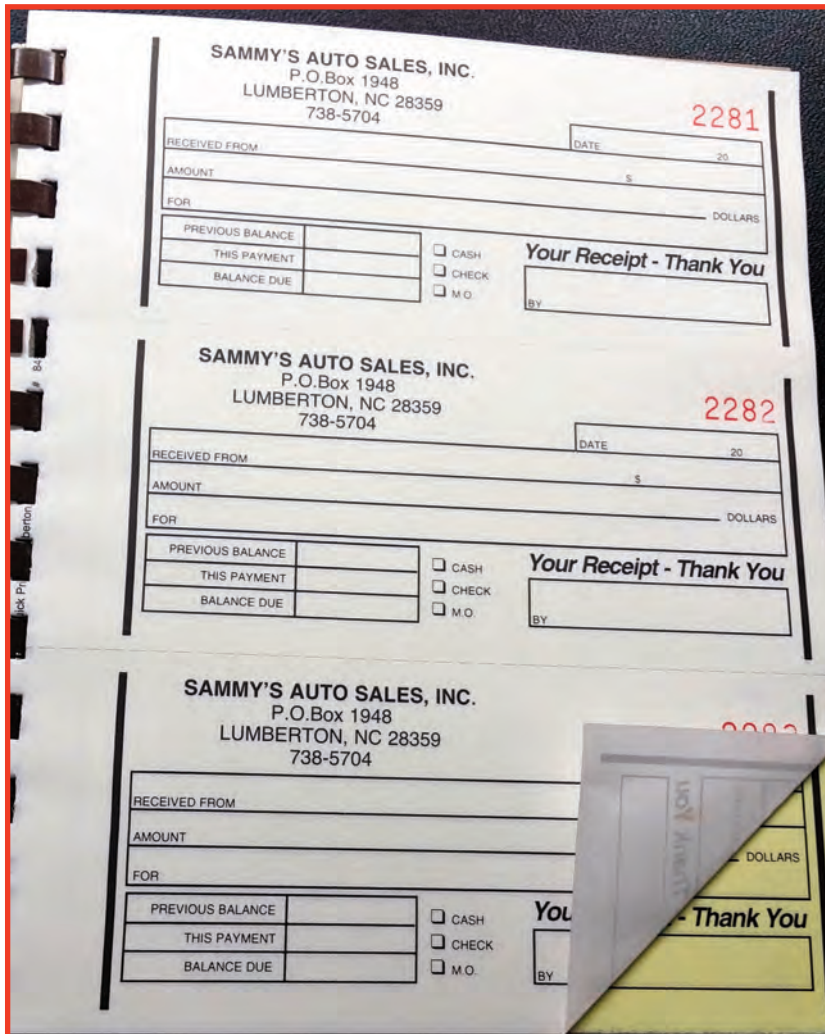 SAMMY'S AUTO SALES, INC.
P.O.Box 1948
LUMBERTON, NC 28359
738-5704
2281
RECEIVED FROM DATE 20
AMOUNT $
FOR DOLLARS
PREVIOUS BALANCE
THIS PAYMENT
BALANCE DUE
CASH
CHECK
M.O.
Your Receipt - Thank You
BY
SAMMY'S AUTO SALES, INC.
P.O.Box 1948
LUMBERTON, NC 28359
738-5704
2282
RECEIVED FROM DATE 20
AMOUNT $
FOR DOLLARS
PREVIOUS BALANCE
THIS PAYMENT
BALANCE DUE
CASH
CHECK
M.O.
Your Receipt - Thank You
BY
SAMMY'S AUTO SALES, INC.
P.O.Box 1948
LUMBERTON, NC 28359
738-5704
RECEIVED FROM
AMOUNT
FOR DOLLARS
PREVIOUS BALANCE
THIS PAYMENT
BALANCE DUE
CASH
CHECK
M.O.
You - Thank You
BY